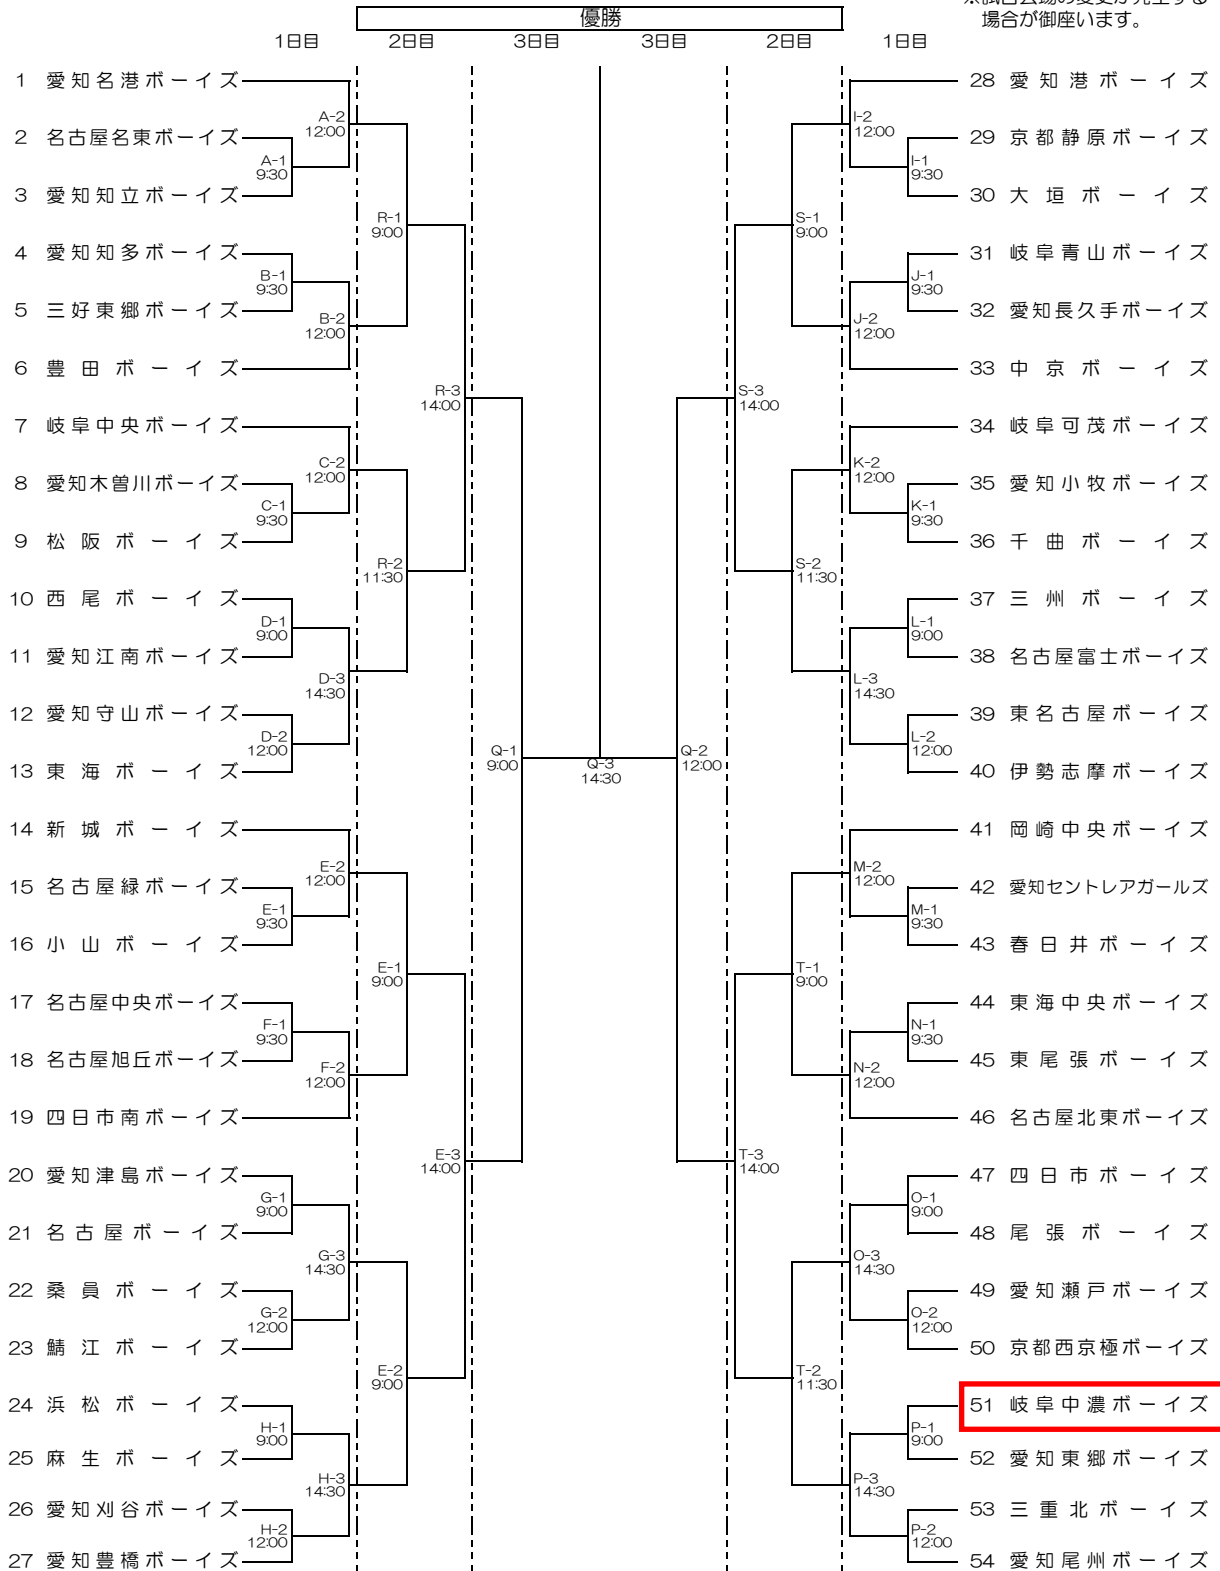 場合が御座います。
優勝
1日目 2日目 3日目 3日目 2日目 1日目
1 愛知名港ボーイズ
2 名古屋名東ボーイズ
3 愛知知立ボーイズ
4 愛知知多ボーイズ
5 三好東郷ボーイズ
6 豊田ボーイズ
7 岐阜中央ボーイズ
8 愛知木曽川ボーイズ
9 松阪ボーイズ
10 西尾ボーイズ
11 愛知江南ボーイズ
12 愛知守山ボーイズ
13 東海ボーイズ
14 新城ボーイズ
15 名古屋緑ボーイズ
16 小山ボーイズ
17 名古屋中央ボーイズ
18 名古屋旭丘ボーイズ
19 四日市南ボーイズ
20 愛知津島ボーイズ
21 名古屋ボーイズ
22 桑員ボーイズ
23 鯖江ボーイズ
24 浜松ボーイズ
25 麻生ボーイズ
26 愛知刈谷ボーイズ
27 愛知豊橋ボーイズ
A-2
12:00
A-1
9:30
B-1
9:30
B-2
12:00
C-2
12:00
C-1
9:30
D-1
9:00
D-3
14:30
D-2
12:00
E-2
12:00
E-1
9:30
F-1
9:30
F-2
12:00
G-1
9:00
G-3
14:30
G-2
12:00
H-1
9:00
H-3
14:30
H-2
12:00
R-1
9:00
R-3
14:00
R-2
11:30
E-1
9:00
E-3
14:00
E-2
9:00
Q-1
9:00
Q-3
14:30
Q-2
12:00
S-1
9:00
S-3
14:00
S-2
11:30
T-1
9:00
T-3
14:00
T-2
11:30
I-2
12:00
I-1
9:30
J-1
9:30
J-2
12:00
K-2
12:00
K-1
9:30
L-1
9:00
L-3
14:30
L-2
12:00
M-2
12:00
M-1
9:30
N-1
9:30
N-2
12:00
O-1
9:00
O-3
14:30
O-2
12:00
P-1
9:00
P-3
14:30
P-2
12:00
28 愛知港ボーイズ
29 京都静原ボーイズ
30 大垣ボーイズ
31 岐阜青山ボーイズ
32 愛知長久手ボーイズ
33 中京ボーイズ
34 岐阜可茂ボーイズ
35 愛知小牧ボーイズ
36 千曲ボーイズ
37 三州ボーイズ
38 名古屋富士ボーイズ
39 東名古屋ボーイズ
40 伊勢志摩ボーイズ
41 岡崎中央ボーイズ
42 愛知セントレアガールズ
43 春日井ボーイズ
44 東海中央ボーイズ
45 東尾張ボーイズ
46 名古屋北東ボーイズ
47 四日市ボーイズ
48 尾張ボーイズ
49 愛知瀬戸ボーイズ
50 京都西京極ボーイズ
51 岐阜中濃ボーイズ
52 愛知東郷ボーイズ
53 三重北ボーイズ
54 愛知尾州ボーイズ